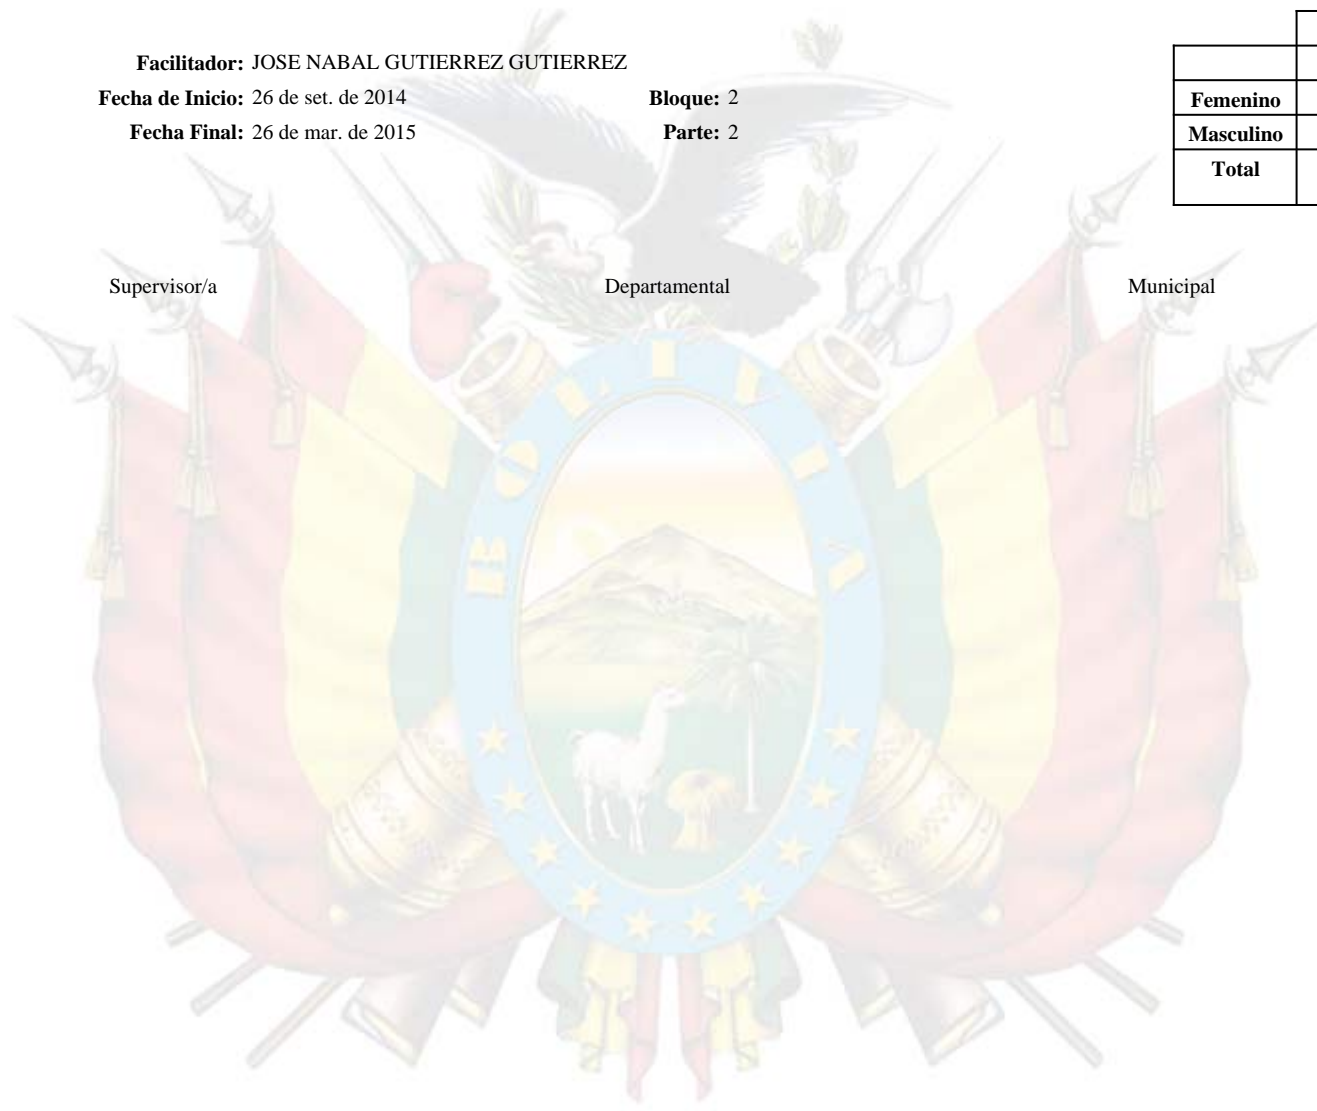 Facilitador: JOSE NABAL GUTIERREZ GUTIERREZ
Fecha de Inicio: 26 de set. de 2014 Bloque: 2
Fecha Final: 26 de mar. de 2015 Parte: 2
Femenino
Masculino
Total
Supervisor/a Departamental Municipal
BOLIVIA